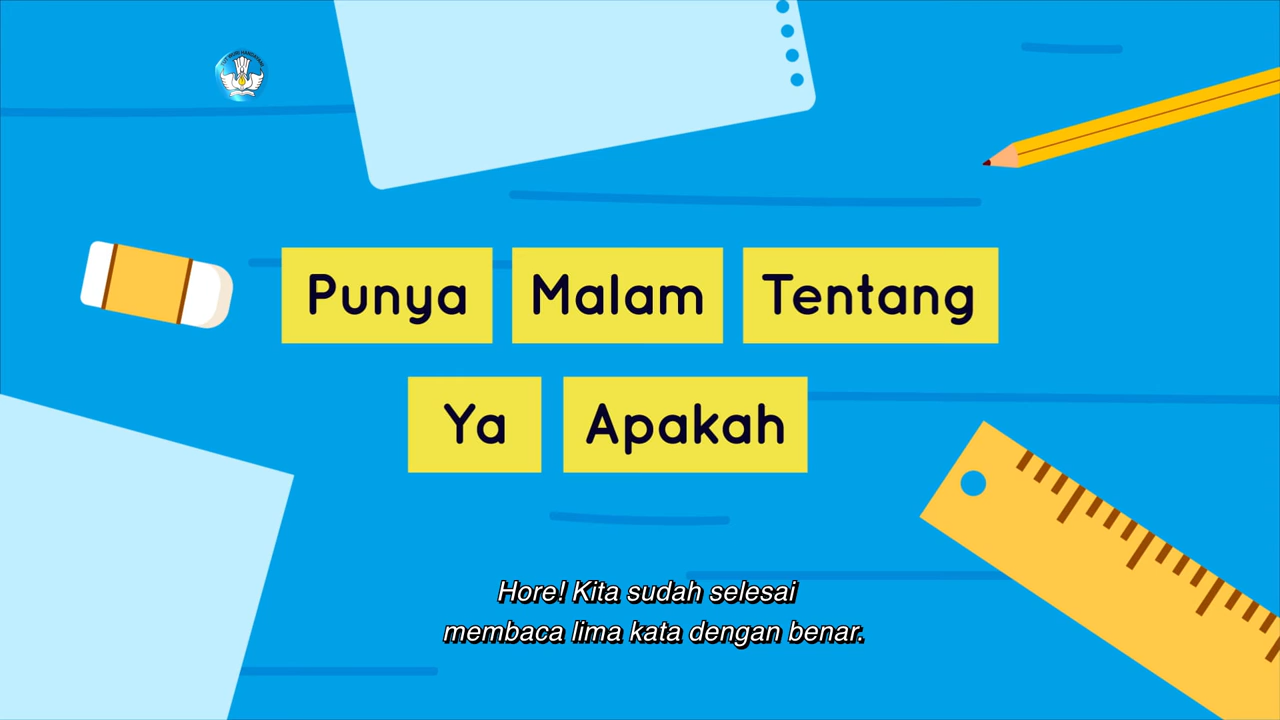 Punya Malam Tentang
Ya Apakah
Hore! Kita sudah selesai
membaca lima kata dengan benar.